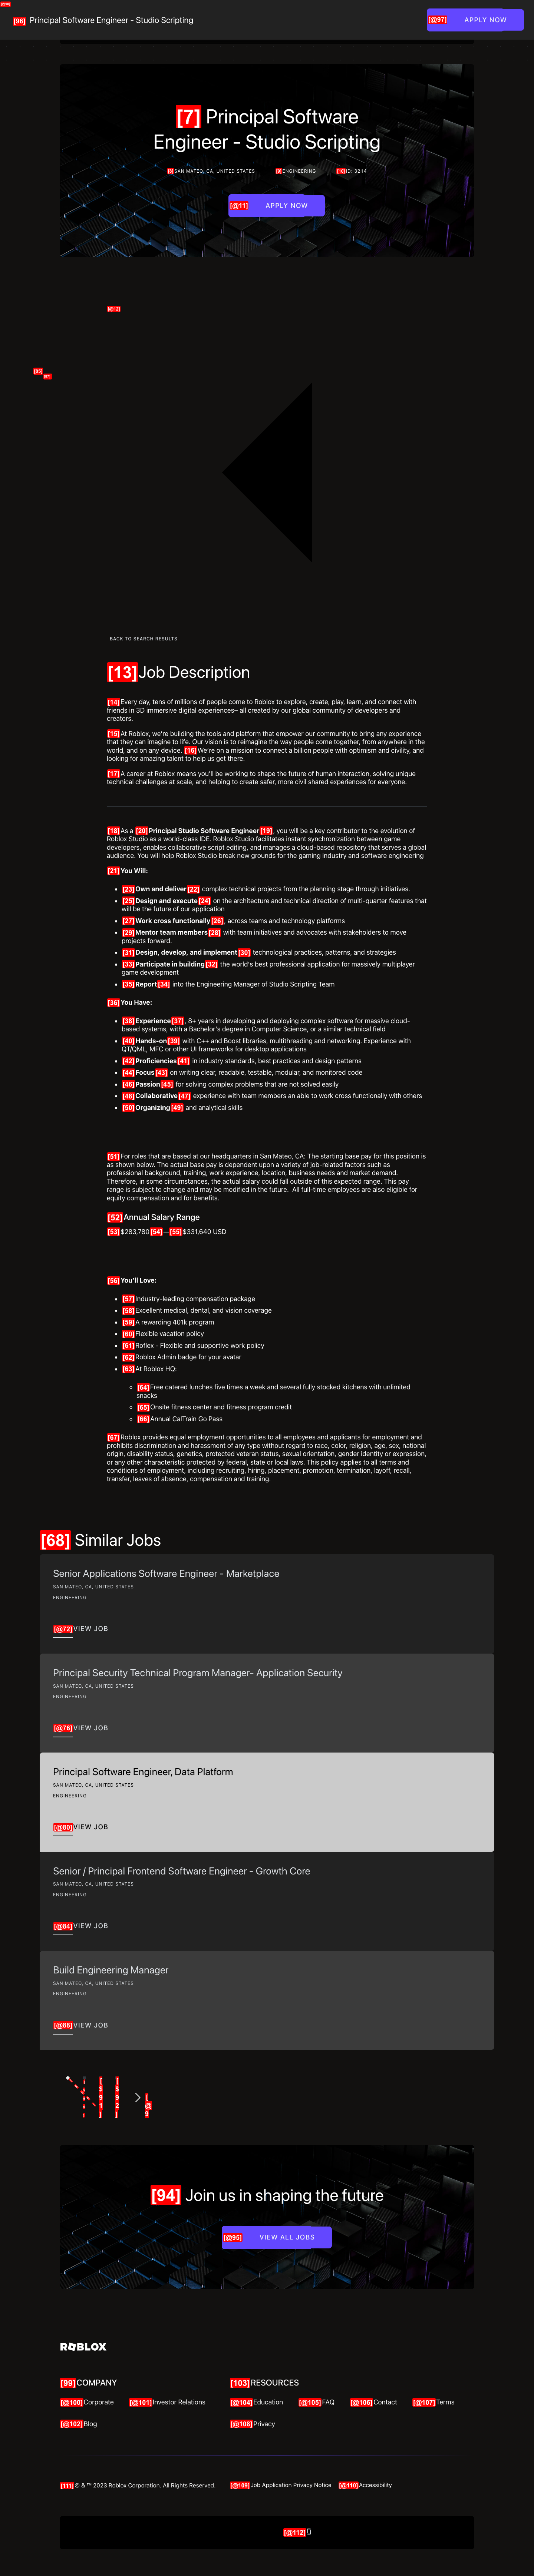 [96] Principal Software Engineer - Studio Scripting
[@97] APPLY NOW
[7] Principal Software
Engineer - Studio Scripting
[8] SAN MATEO, CA, UNITED STATES [9] ENGINEERING [10] ID: 3214
[@11] APPLY NOW
[@12]
BACK TO SEARCH RESULTS
[13] Job Description
[14] Every day, tens of millions of people come to Roblox to explore, create, play, learn, and connect with
friends in 3D immersive digital experiences– all created by our global community of developers and
creators.
[15] At Roblox, we're building the tools and platform that empower our community to bring any experience
that they can imagine to life. Our vision is to reimagine the way people come together, from anywhere in the
world, and on any device. [16] We're on a mission to connect a billion people with optimism and civility, and
looking for amazing talent to help us get there.
[17] A career at Roblox means you'll be working to shape the future of human interaction, solving unique
technical challenges at scale, and helping to create safer, more civil shared experiences for everyone.
[18] As a [20] Principal Studio Software Engineer [19], you will be a key contributor to the evolution of
Roblox Studio as a world-class IDE. Roblox Studio facilitates instant synchronization between game
developers, enables collaborative script editing, and manages a cloud-based repository that serves a global
audience. You will help Roblox Studio break new grounds for the gaming industry and software engineering
[21] You Will:
[23] Own and deliver [22] complex technical projects from the planning stage through initiatives.
[25] Design and execute [24] on the architecture and technical direction of multi-quarter features that
will be the future of our application
[27] Work cross functionally [26], across teams and technology platforms
[29] Mentor team members [28] with team initiatives and advocates with stakeholders to move
projects forward.
[31] Design, develop, and implement [30] technological practices, patterns, and strategies
[33] Participate in building [32] the world's best professional application for massively multiplayer
game development
[35] Report [34] into the Engineering Manager of Studio Scripting Team
[36] You Have:
[38] Experience [37], 8+ years in developing and deploying complex software for massive cloud-
based systems, with a Bachelor's degree in Computer Science, or a similar technical field
[40] Hands-on [39] with C++ and Boost libraries, multithreading and networking. Experience with
QT/QML, MFC or other UI frameworks for desktop applications
[42] Proficiencies [41] in industry standards, best practices and design patterns
[44] Focus [43] on writing clear, readable, testable, modular, and monitored code
[46] Passion [45] for solving complex problems that are not solved easily
[48] Collaborative [47] experience with team members an able to work cross functionally with others
[50] Organizing [49] and analytical skills
[51] For roles that are based at our headquarters in San Mateo, CA: The starting base pay for this position is
as shown below. The actual base pay is dependent upon a variety of job-related factors such as
professional background, training, work experience, location, business needs and market demand.
Therefore, in some circumstances, the actual salary could fall outside of this expected range. This pay
range is subject to change and may be modified in the future. All full-time employees are also eligible for
equity compensation and for benefits.
[52] Annual Salary Range
[53] $283,780 [54] — [55] $331,640 USD
[56] You'll Love:
[57] Industry-leading compensation package
[58] Excellent medical, dental, and vision coverage
[59] A rewarding 401k program
[60] Flexible vacation policy
[61] Roflex - Flexible and supportive work policy
[62] Roblox Admin badge for your avatar
[63] At Roblox HQ:
[64] Free catered lunches five times a week and several fully stocked kitchens with unlimited
snacks
[65] Onsite fitness center and fitness program credit
[66] Annual CalTrain Go Pass
[67] Roblox provides equal employment opportunities to all employees and applicants for employment and
prohibits discrimination and harassment of any type without regard to race, color, religion, age, sex, national
origin, disability status, genetics, protected veteran status, sexual orientation, gender identity or expression,
or any other characteristic protected by federal, state or local laws. This policy applies to all terms and
conditions of employment, including recruiting, hiring, placement, promotion, termination, layoff, recall,
transfer, leaves of absence, compensation and training.
[68] Similar Jobs
Senior Applications Software Engineer - Marketplace
SAN MATEO, CA, UNITED STATES
ENGINEERING
[@72] VIEW JOB
Principal Security Technical Program Manager- Application Security
SAN MATEO, CA, UNITED STATES
ENGINEERING
[@76] VIEW JOB
Principal Software Engineer, Data Platform
SAN MATEO, CA, UNITED STATES
ENGINEERING
[@80] VIEW JOB
Senior / Principal Frontend Software Engineer - Growth Core
SAN MATEO, CA, UNITED STATES
ENGINEERING
[@84] VIEW JOB
Build Engineering Manager
SAN MATEO, CA, UNITED STATES
ENGINEERING
[@88] VIEW JOB
[$91] [$92]
[94] Join us in shaping the future
[@95] VIEW ALL JOBS
ROBLOX
[99] COMPANY
[@100] Corporate [@101] Investor Relations
[@102] Blog
[103] RESOURCES
[@104] Education [@105] FAQ [@106] Contact [@107] Terms
[@108] Privacy
[111] © & ™ 2023 Roblox Corporation. All Rights Reserved. [@109] Job Application Privacy Notice [@110] Accessibility
[@112]